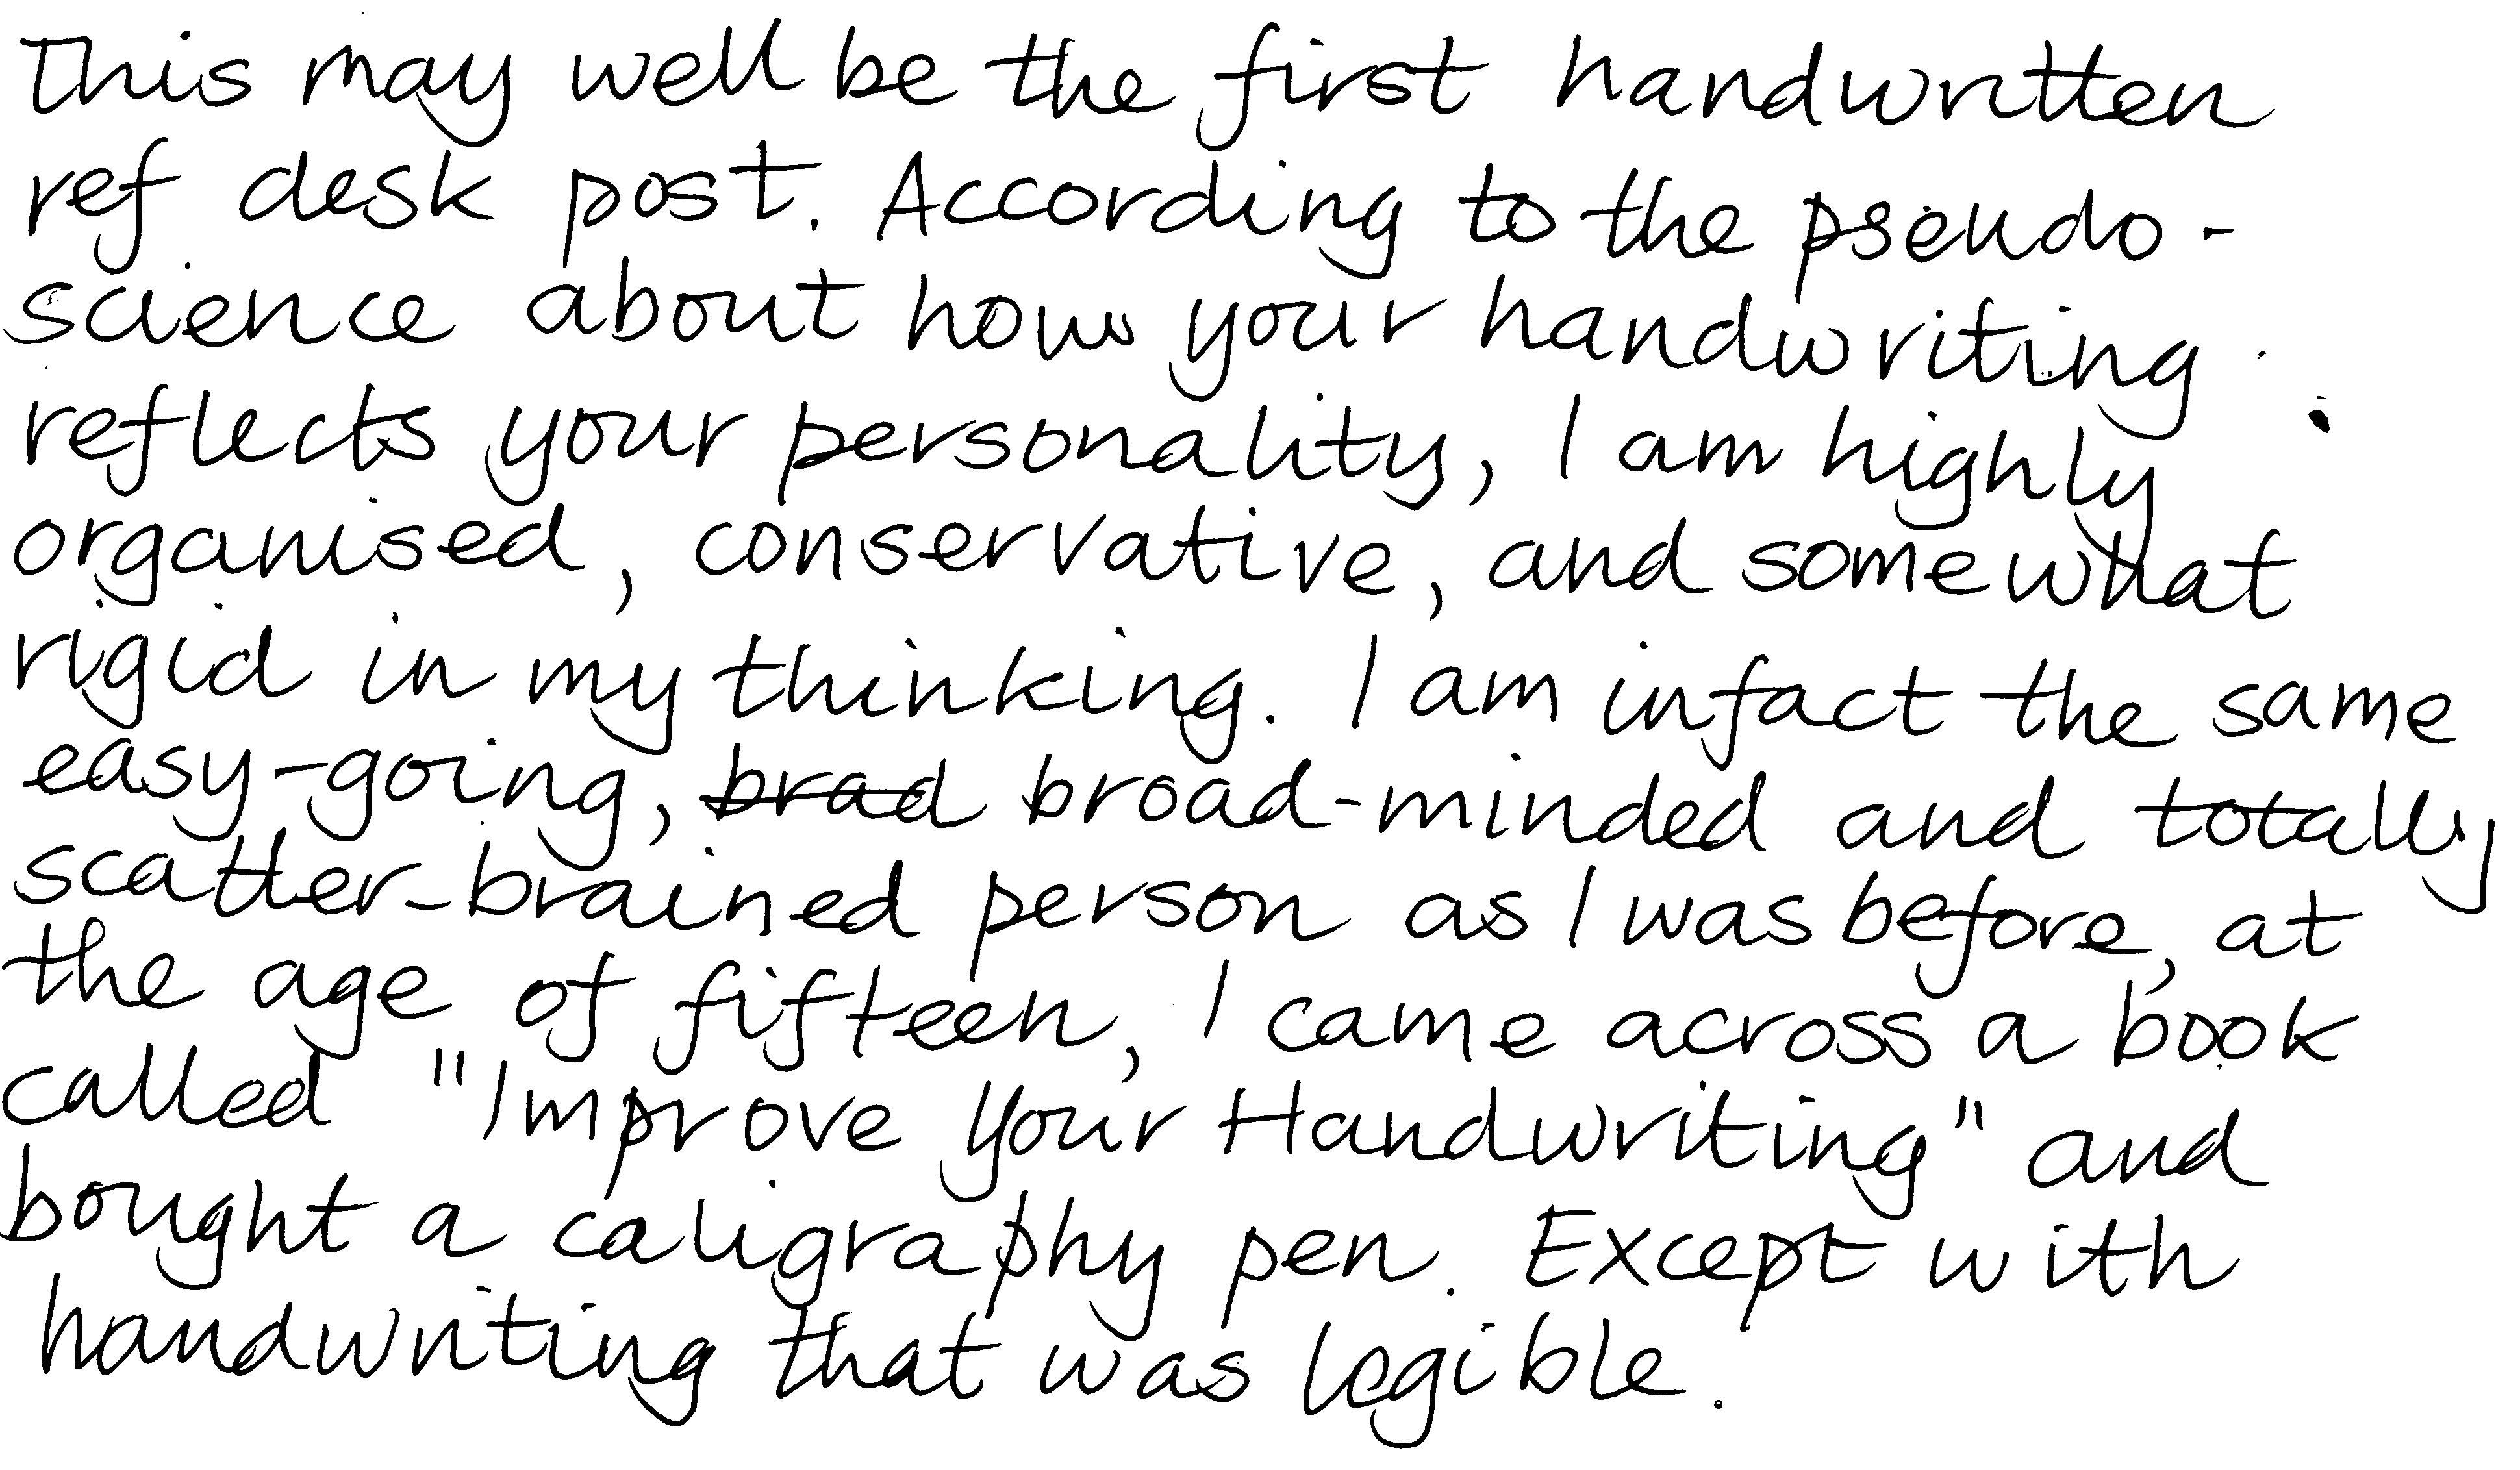 This may well be the first handwritten
ref desk post. According to the pseudo-
science about how your handwriting
reflects your personality, I am highly
organised, conservative, and somewhat
rigid in my thinking. I am infact the same
easy-going, brad broad-minded and totally
scatter-brained person as I was before, at
the age of fifteen, I came across a book
called "Improve Your Handwriting" and
bought a caligraphy pen. Except with
handwriting that was legible.